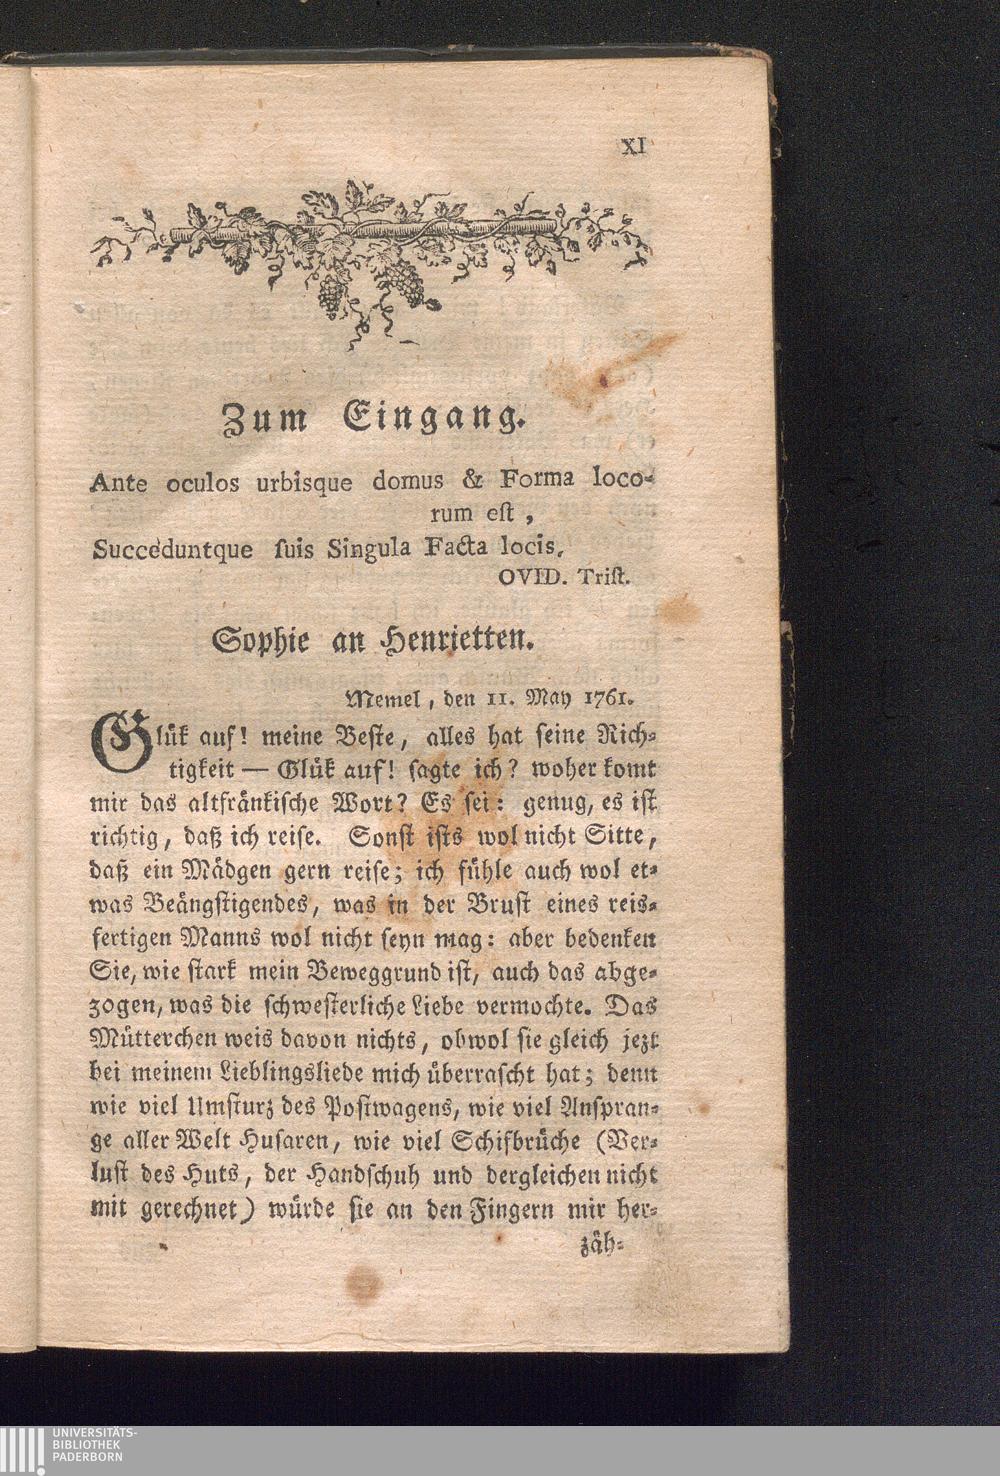 XI
Zum Eingang.
Ante oculos urbisque domus & Forma loco-
rum eſt,
Succeduntque ſuis Singula Facta locis.
OVID. Triſt.
Sophie an Henrietten.
Memel, den 11. May 1761.
Glük auf! meine Beſte, alles hat ſeine Rich-
tigkeit — Glük auf! ſagte ich? woher komt
mir das altfränkiſche Wort? Es ſei: genug, es iſt
richtig, daß ich reiſe. Sonſt iſts wol nicht Sitte,
daß ein Mädgen gern reiſe; ich fühle auch wol et-
was Beängſtigendes, was in der Bruſt eines reis-
fertigen Manns wol nicht ſeyn mag: aber bedenken
Sie, wie ſtark mein Beweggrund iſt, auch das abge-
zogen, was die ſchweſterliche Liebe vermochte. Das
Mütterchen weis davon nichts, obwol ſie gleich jezt
bei meinem Lieblingsliede mich überraſcht hat; denn
wie viel Umſturz des Poſtwagens, wie viel Anſpran-
ge aller Welt Huſaren, wie viel Schifbrüche (Ver-
luſt des Huts, der Handſchuh und dergleichen nicht
mit gerechnet) würde ſie an den Fingern mir her-
zäh-
UNIVERSITÄTS-
BIBLIOTHEK
PADERBORN